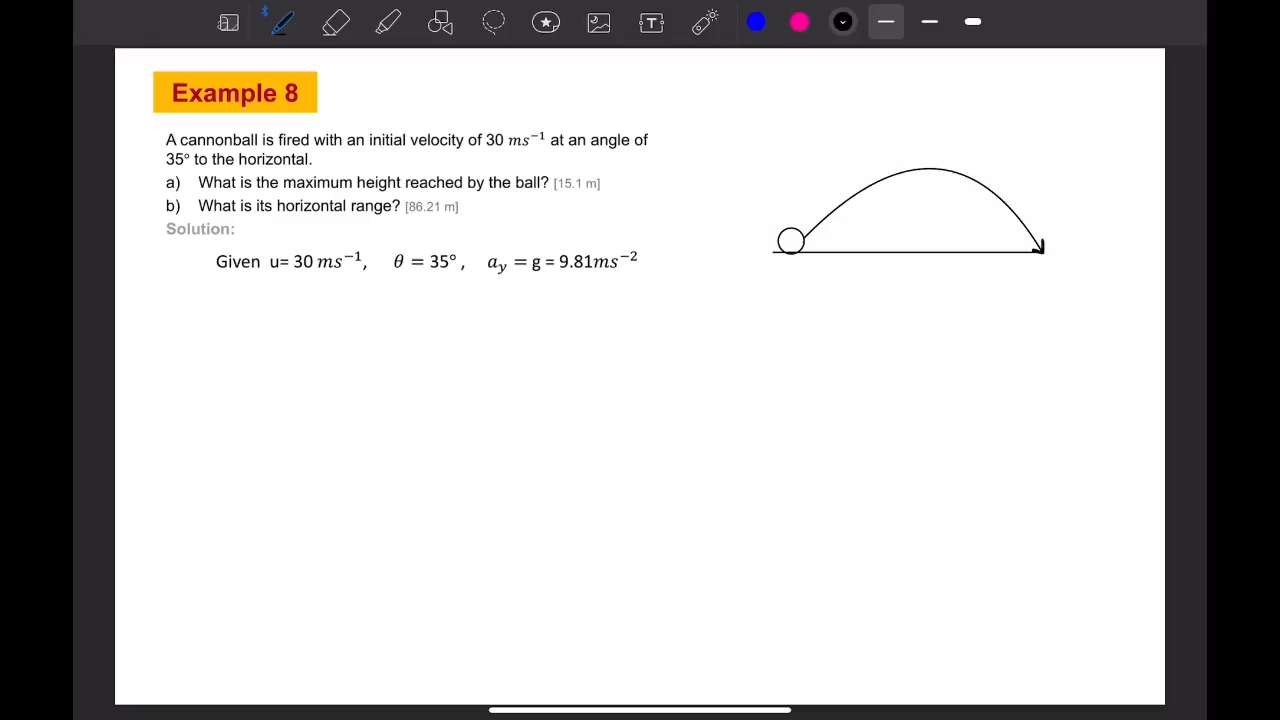 Example 8
A cannonball is fired with an initial velocity of 30 𝑚𝑠⁻¹ at an angle of
35° to the horizontal.
a) What is the maximum height reached by the ball? [15.1 m]
b) What is its horizontal range? [86.21 m]
Solution:
Given u= 30 𝑚𝑠⁻¹, 𝜃 = 35° , 𝑎𝑦 = g = 9.81𝑚𝑠⁻²